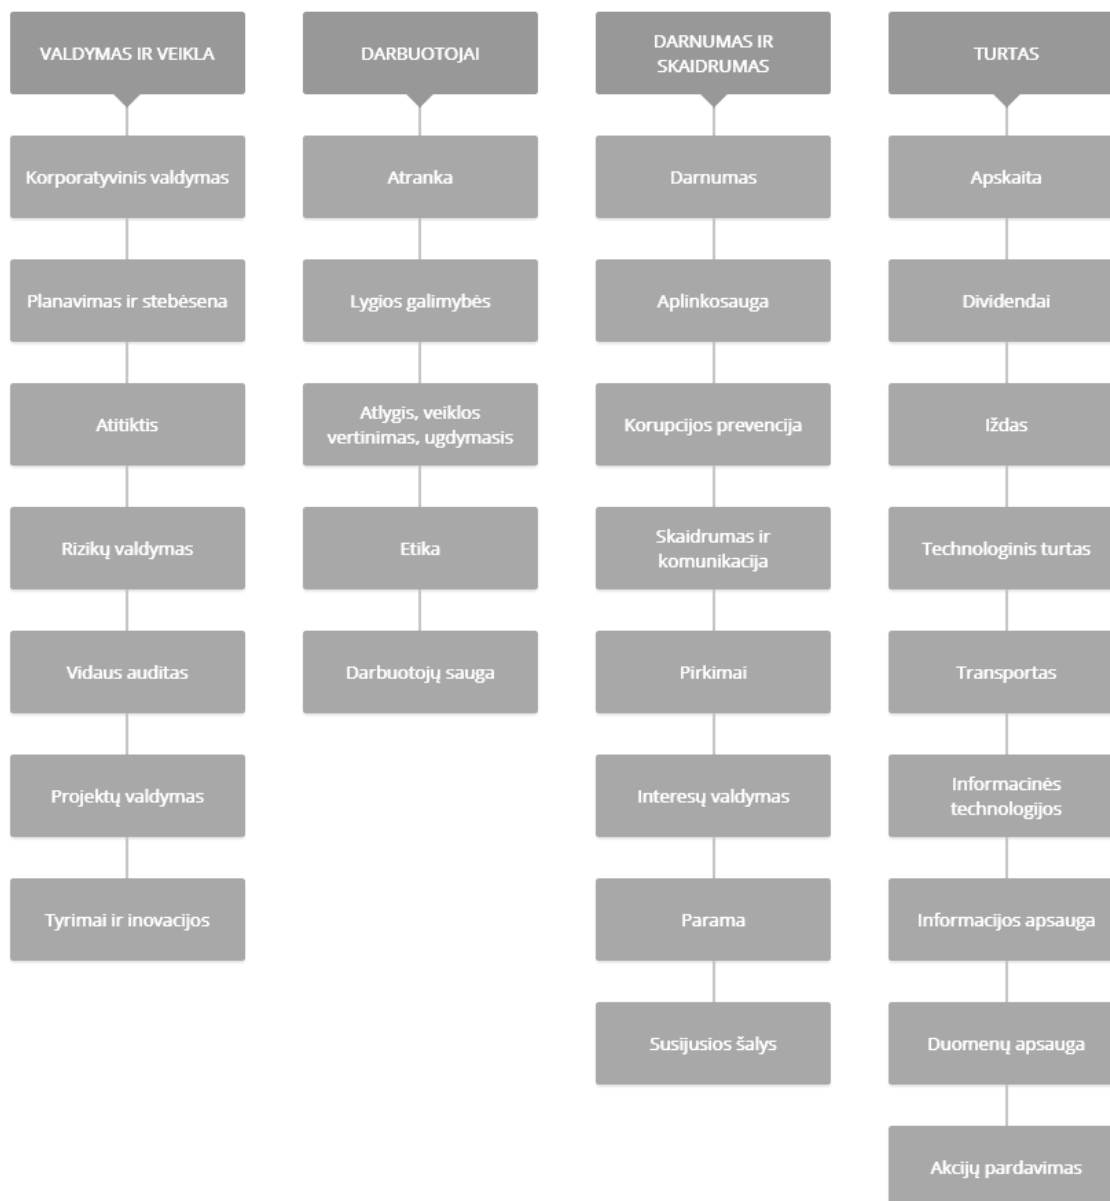 VALDYMAS IR VEIKLA
Korporatyvinis valdymas
Planavimas ir stebėsena
Atitiktis
Rizikų valdymas
Vidaus auditas
Projektų valdymas
Tyrimai ir inovacijos
DARBUOTOJAI
Atranka
Lygios galimybės
Atlygis, veiklos
vertinimas, ugdymasis
Etika
Darbuotojų sauga
DARNUMAS IR
SKAIDRUMAS
Darnumas
Aplinkosauga
Korupcijos prevencija
Skaidrumas ir
komunikacija
Pirkimai
Interesų valdymas
Parama
Susijusios šalys
TURTAS
Apskaita
Dividendai
Iždas
Technologinis turtas
Transportas
Informacinės
technologijos
Informacijos apsauga
Duomenų apsauga
Akcijų pardavimas